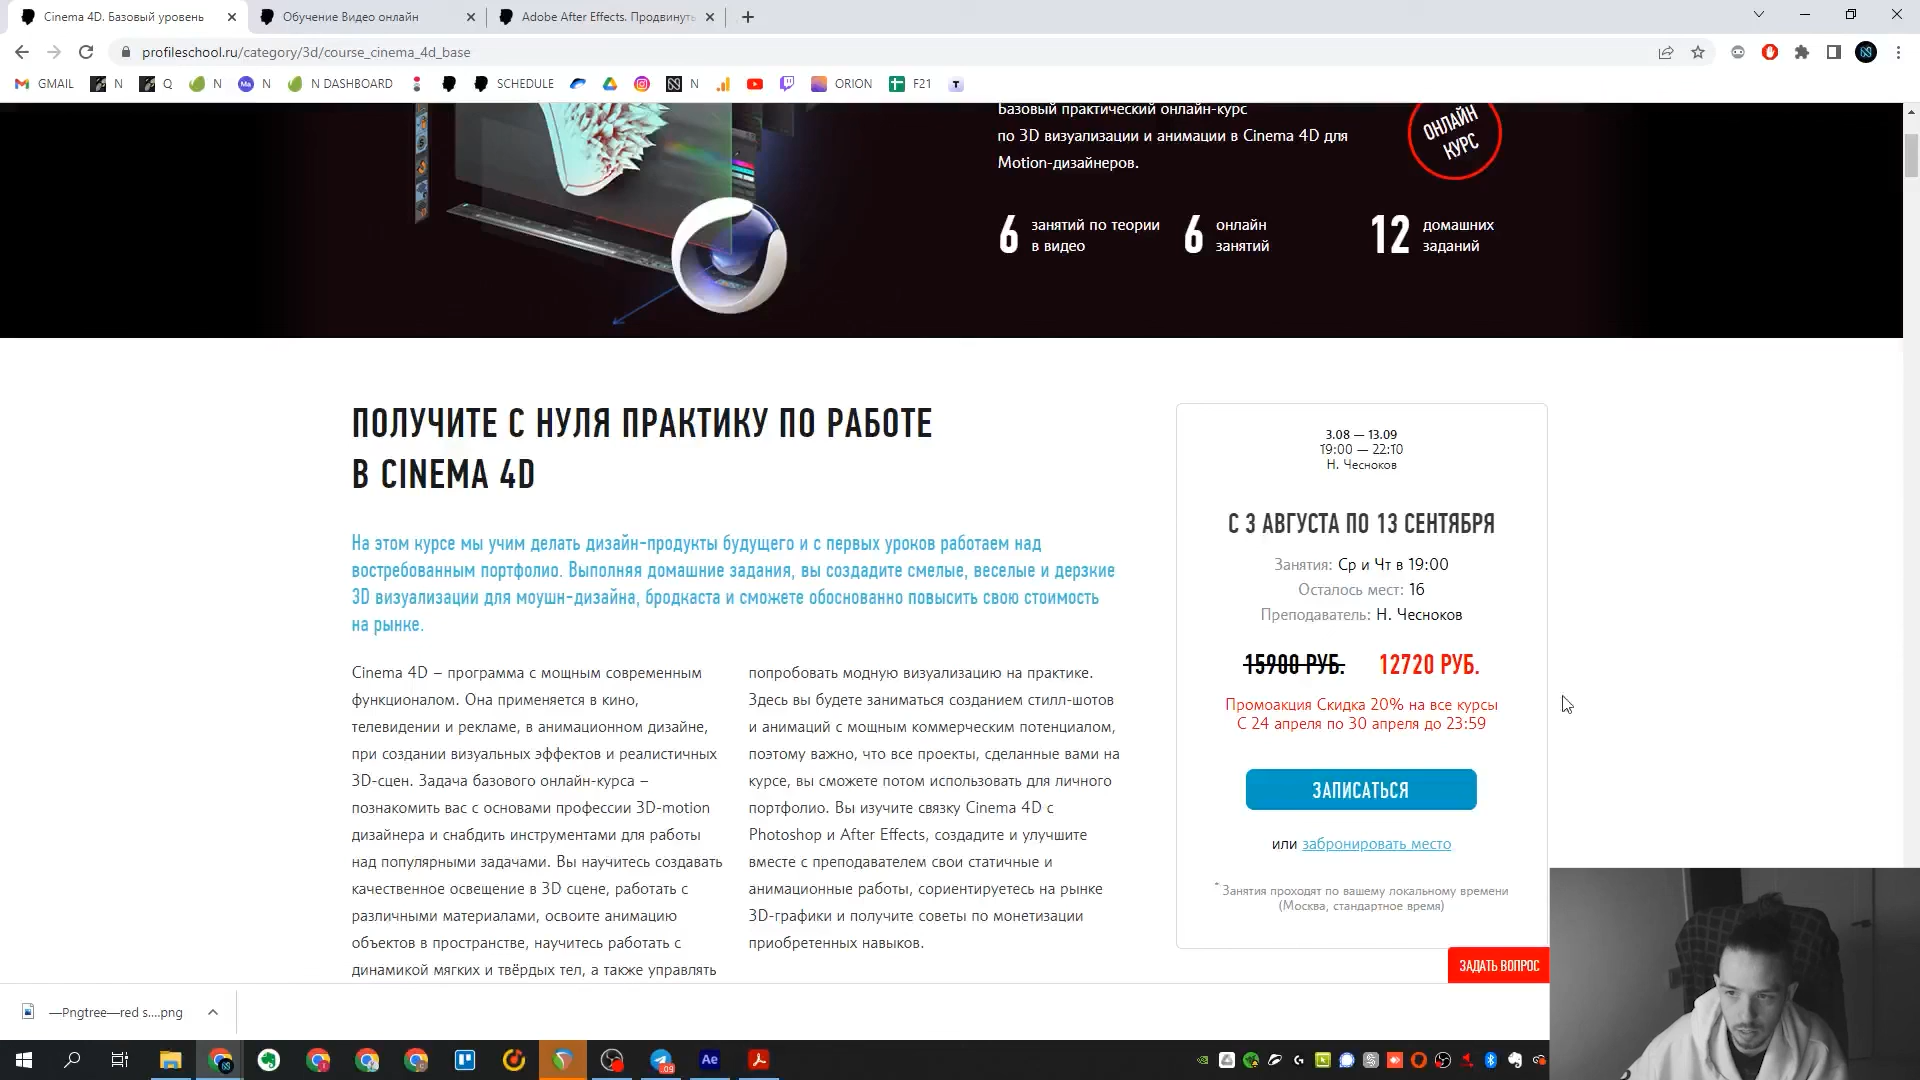 Cinema 4D. Базовый уровень
Обучение Видео онлайн
Adobe After Effects. Продвинуть
profileschool.ru/category/3d/course_cinema_4d_base
GMAIL
N
Q
N
Ma
N
N DASHBOARD
SCHEDULE
N
ORION
F21
T
Базовый практический онлайн-курс
по 3D визуализации и анимации в Cinema 4D для
Motion-дизайнеров.
ОНЛАЙН
КУРС
6 занятий по теории
в видео
6 онлайн
занятий
12 домашних
заданий
ПОЛУЧИТЕ С НУЛЯ ПРАКТИКУ ПО РАБОТЕ
В CINEMA 4D
На этом курсе мы учим делать дизайн-продукты будущего и с первых уроков работаем над
востребованным портфолио. Выполняя домашние задания, вы создадите смелые, веселые и дерзкие
3D визуализации для моушн-дизайна, бродкаста и сможете обоснованно повысить свою стоимость
на рынке.
Cinema 4D – программа с мощным современным
функционалом. Она применяется в кино,
телевидении и рекламе, в анимационном дизайне,
при создании визуальных эффектов и реалистичных
3D-сцен. Задача базового онлайн-курса –
познакомить вас с основами профессии 3D-motion
дизайнера и снабдить инструментами для работы
над популярными задачами. Вы научитесь создавать
качественное освещение в 3D сцене, работать с
различными материалами, освоите анимацию
объектов в пространстве, научитесь работать с
динамикой мягких и твёрдых тел, а также управлять
попробовать модную визуализацию на практике.
Здесь вы будете заниматься созданием стилл-шотов
и анимаций с мощным коммерческим потенциалом,
поэтому важно, что все проекты, сделанные вами на
курсе, вы сможете потом использовать для личного
портфолио. Вы изучите связку Cinema 4D с
Photoshop и After Effects, создадите и улучшите
вместе с преподавателем свои статичные и
анимационные работы, сориентируетесь на рынке
3D-графики и получите советы по монетизации
приобретенных навыков.
3.08 — 13.09
19:00 — 22:10
Н. Чесноков
С 3 АВГУСТА ПО 13 СЕНТЯБРЯ
Занятия: Ср и Чт в 19:00
Осталось мест: 16
Преподаватель: Н. Чесноков
15900 РУБ. 12720 РУБ.
Промоакция Скидка 20% на все курсы
С 24 апреля по 30 апреля до 23:59
ЗАПИСАТЬСЯ
или забронировать место
* Занятия проходят по вашему локальному времени
(Москва, стандартное время)
ЗАДАТЬ ВОПРОС
—Pngtree—red s....png
Ae